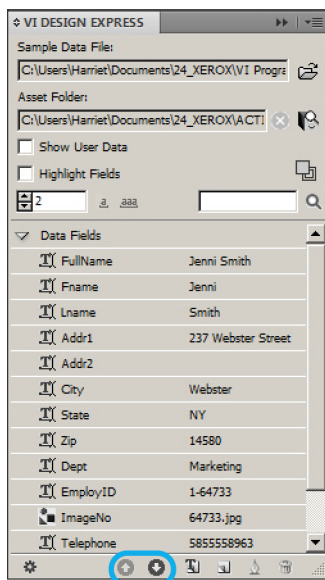 VI DESIGN EXPRESS
Sample Data File:
C:\Users\Harriet\Documents\24_XEROX\VI Progra
Asset Folder:
C:\Users\Harriet\Documents\24_XEROX\ACTI
Show User Data
Highlight Fields
2 a aaa
Data Fields
FullName Jenni Smith
Fname Jenni
Lname Smith
Addr1 237 Webster Street
Addr2
City Webster
State NY
Zip 14580
Dept Marketing
EmployID 1-64733
ImageNo 64733.jpg
Telephone 5855558963